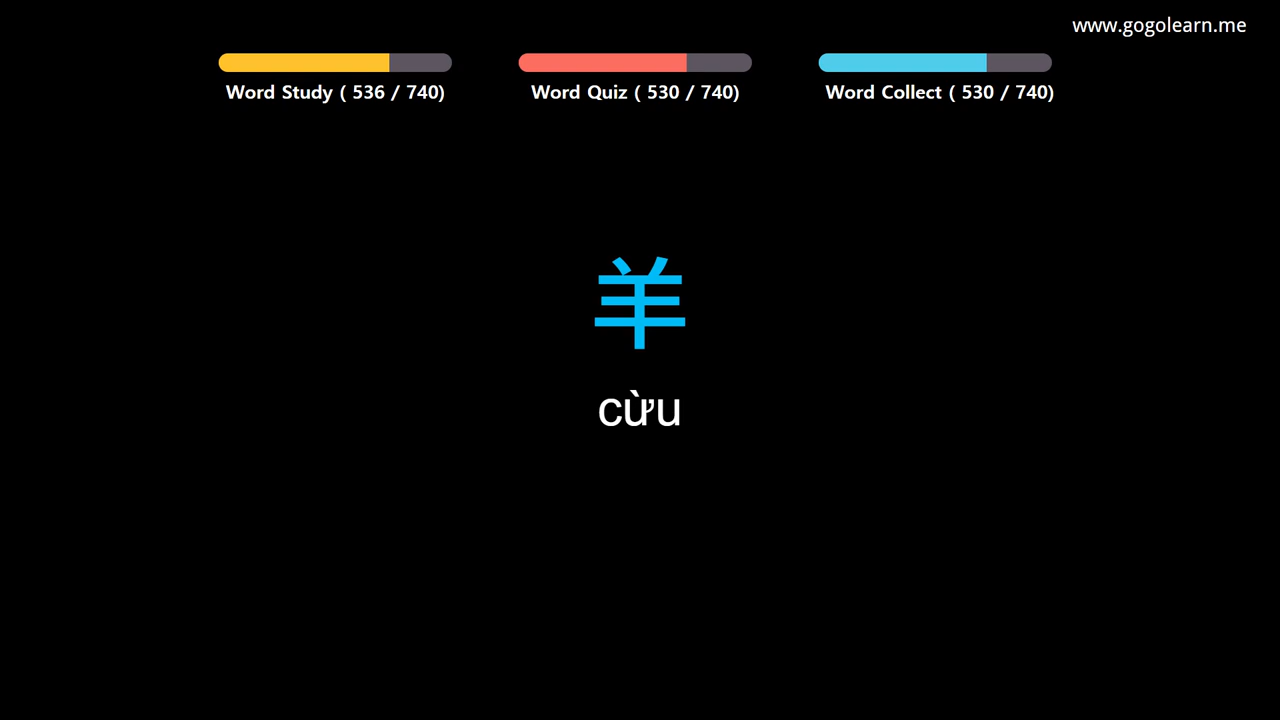 www.gogolearn.me
Word Study ( 536 / 740)
Word Quiz ( 530 / 740)
Word Collect ( 530 / 740)
羊
cừu